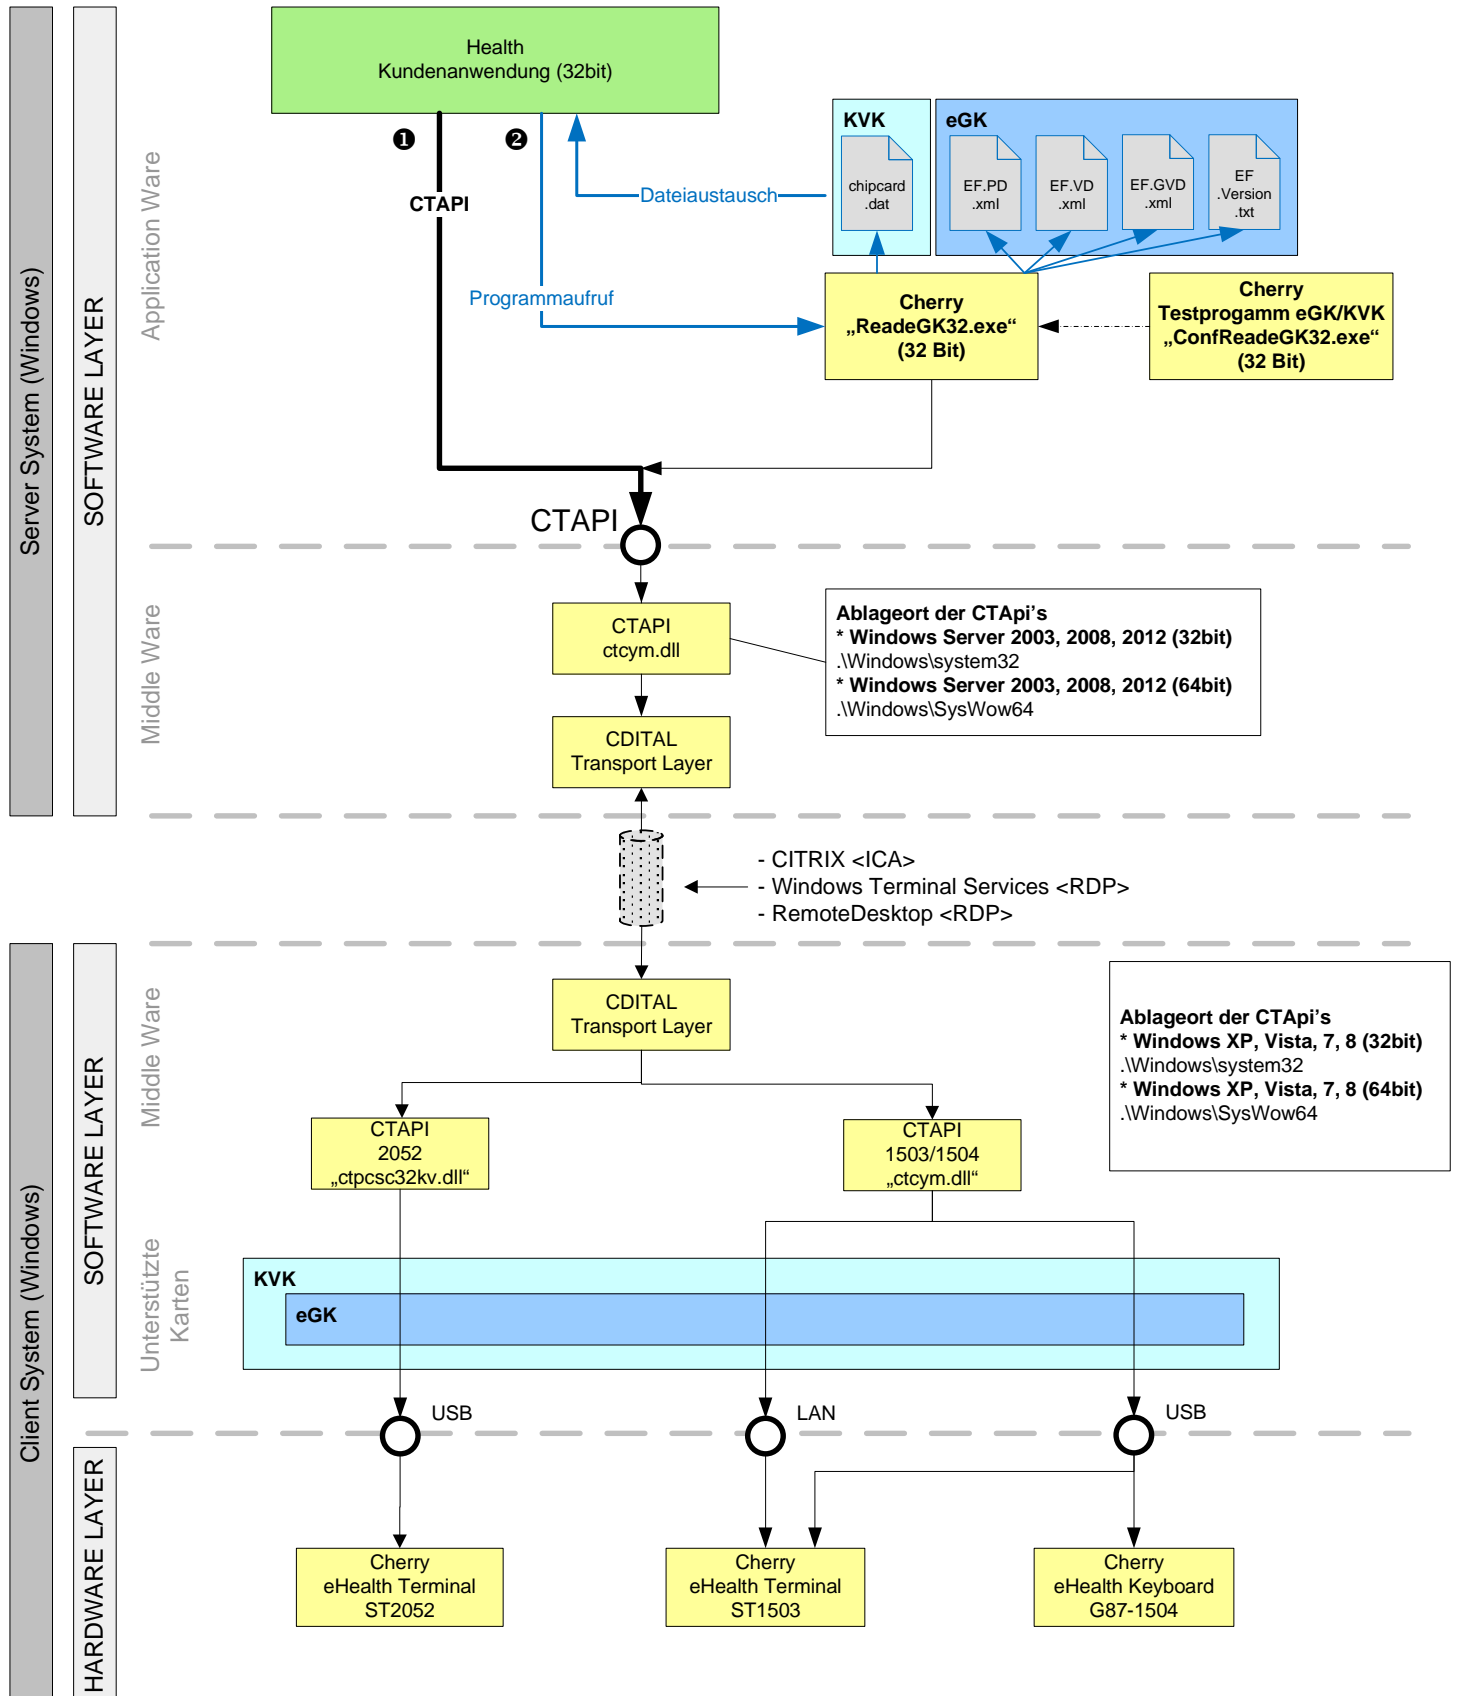 Health
Kundenanwendung (32bit)
❶
❷
CTAPI
KVK
eGK
chipcard
.dat
EF.PD
.xml
EF.VD
.xml
EF.GVD
.xml
EF
.Version
.txt
Dateiaustausch
Programmaufruf
Cherry
„ReadeGK32.exe“
(32 Bit)
Cherry
Testprogamm eGK/KVK
„ConfReadeGK32.exe“
(32 Bit)
Server System (Windows)
SOFTWARE LAYER
Application Ware
CTAPI
Middle Ware
CTAPI
ctcym.dll
Ablageort der CTApi’s
* Windows Server 2003, 2008, 2012 (32bit)
.\Windows\system32
* Windows Server 2003, 2008, 2012 (64bit)
.\Windows\SysWow64
CDITAL
Transport Layer
- CITRIX <ICA>
- Windows Terminal Services <RDP>
- RemoteDesktop <RDP>
Client System (Windows)
SOFTWARE LAYER
Middle Ware
CDITAL
Transport Layer
Ablageort der CTApi’s
* Windows XP, Vista, 7, 8 (32bit)
.\Windows\system32
* Windows XP, Vista, 7, 8 (64bit)
.\Windows\SysWow64
CTAPI
2052
„ctpcsc32kv.dll“
CTAPI
1503/1504
„ctcym.dll“
Unterstützte
Karten
KVK
eGK
USB
LAN
USB
HARDWARE LAYER
Cherry
eHealth Terminal
ST2052
Cherry
eHealth Terminal
ST1503
Cherry
eHealth Keyboard
G87-1504